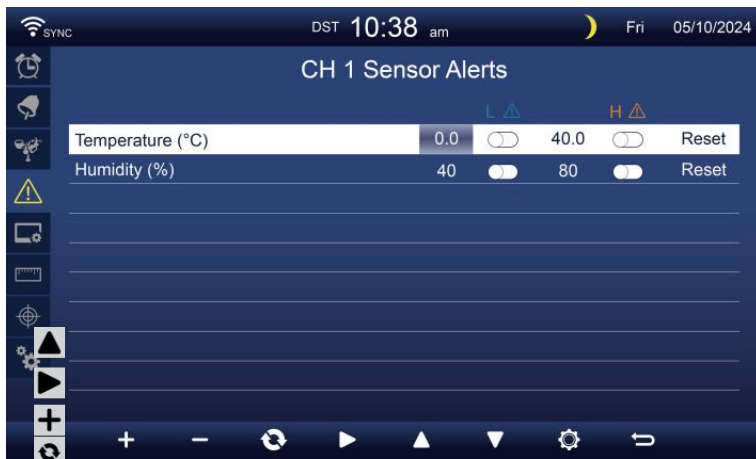 SYNC DST 10:38 am Fri 05/10/2024
CH 1 Sensor Alerts
L H
Temperature (°C) 0.0 40.0 Reset
Humidity (%) 40 80 Reset